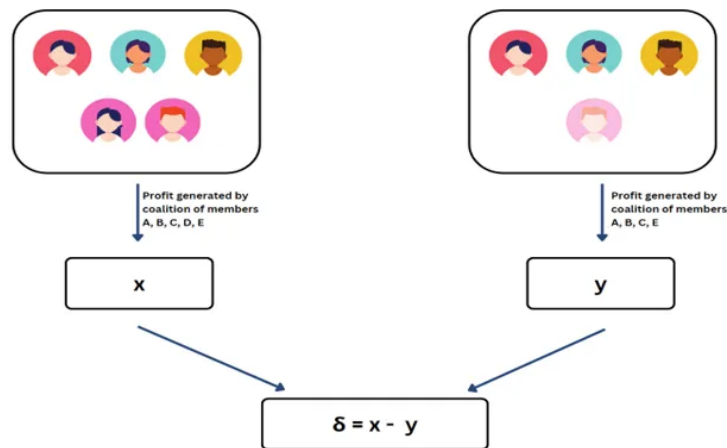 Profit generated by
coalition of members
A, B, C, D, E
Profit generated by
coalition of members
A, B, C, E
x
y
δ = x - y